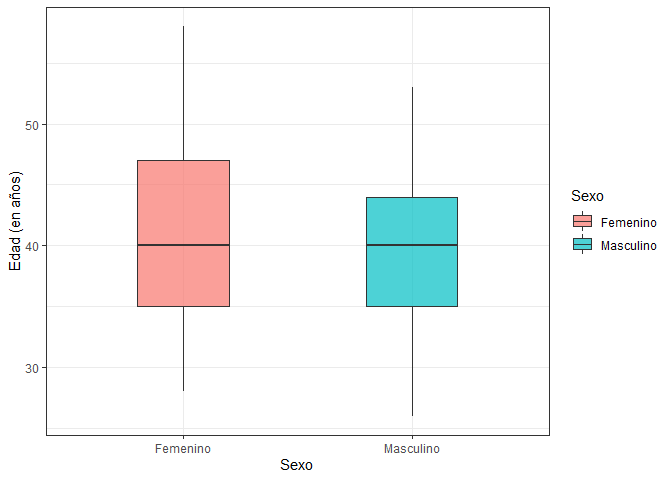 Edad (en años)
50
40
30
Femenino
Masculino
Sexo
Sexo
Femenino
Masculino